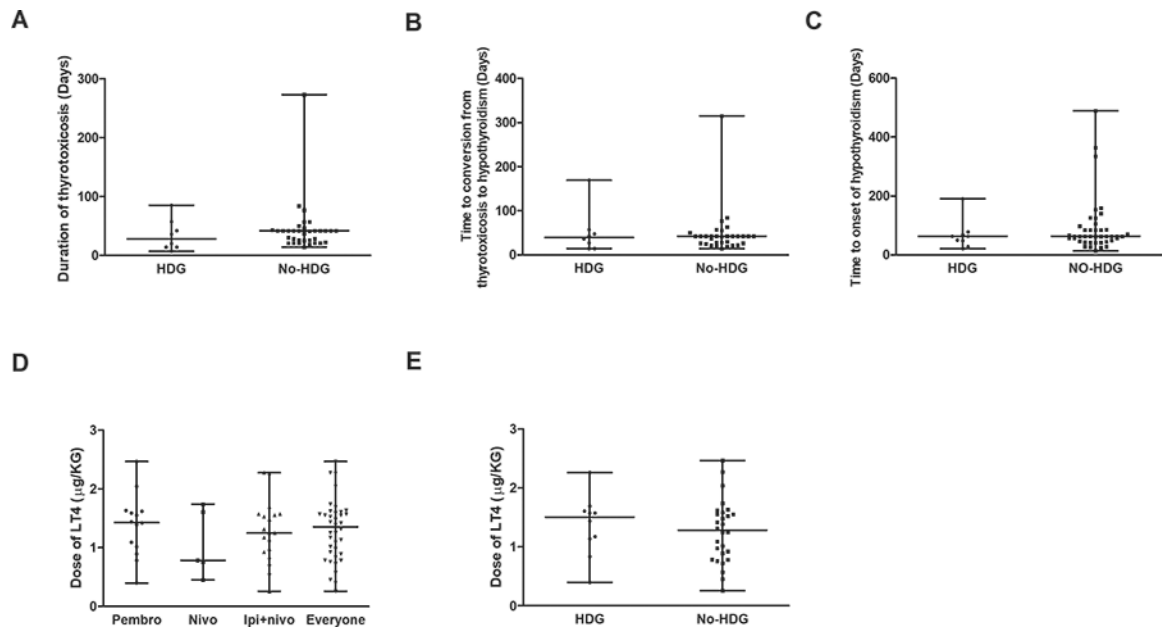 A
Duration of thyrotoxicosis (Days)
300
200
100
0
HDG No-HDG
B
Time to conversion from
thyrotoxicosis to hypothyroidism (Days)
400
300
200
100
0
HDG No-HDG
C
Time to onset of hypothyroidism (Days)
600
400
200
0
HDG NO-HDG
D
Dose of LT4 (μg/KG)
3
2
1
0
Pembro Nivo Ipi+nivo Everyone
E
Dose of LT4 (μg/KG)
3
2
1
0
HDG No-HDG